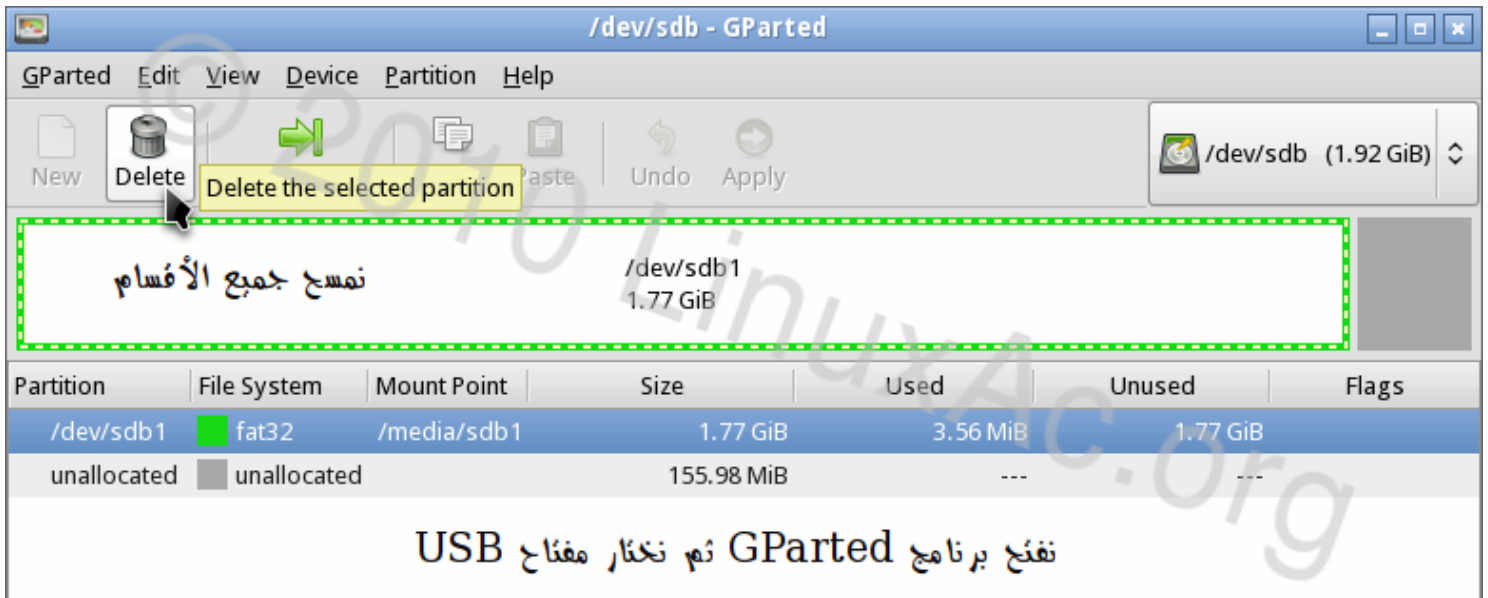 /dev/sdb - GParted
GParted Edit View Device Partition Help
New Delete Paste Undo Apply /dev/sdb (1.92 GiB)
Delete the selected partition
/dev/sdb1
1.77 GiB
نمسح جميع الأقسام
Partition File System Mount Point Size Used Unused Flags
/dev/sdb1 fat32 /media/sdb1 1.77 GiB 3.56 MiB 1.77 GiB
unallocated unallocated 155.98 MiB --- ---
نفتح برنامج GParted ثم نختار مفتاح USB
© 2010 LinuxAc.org